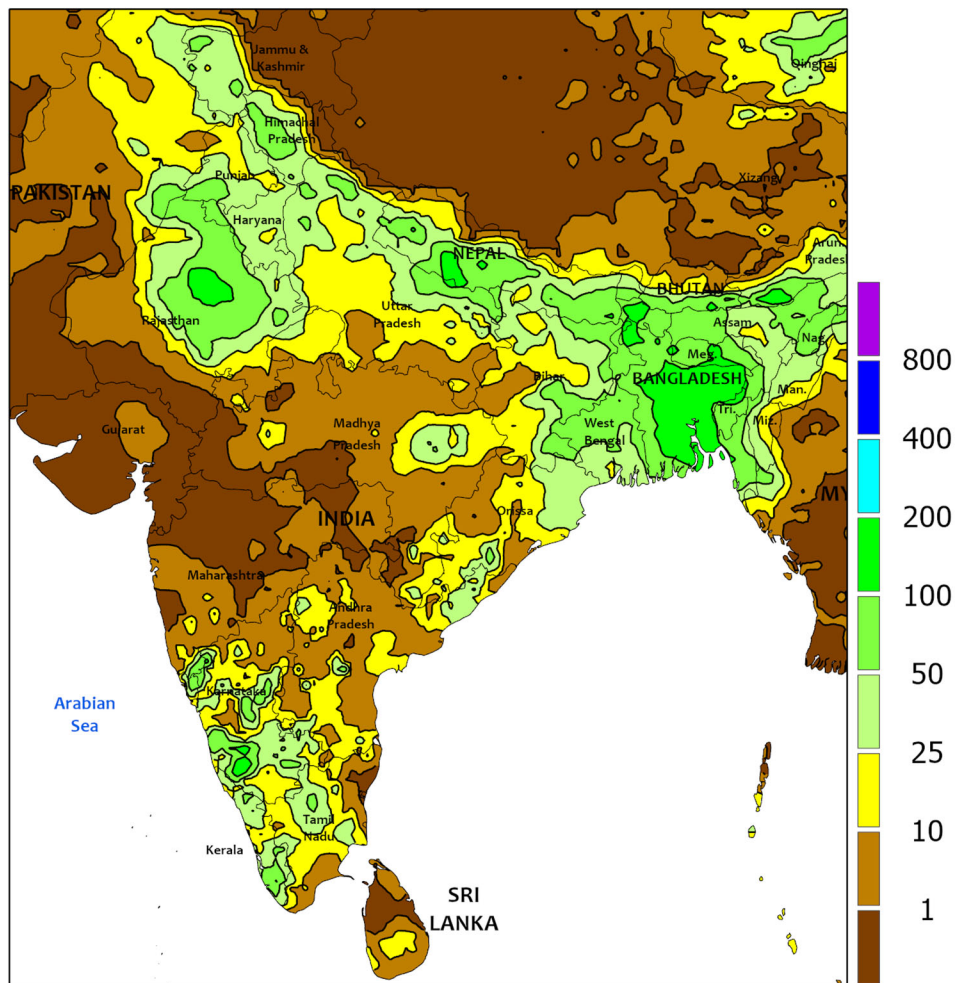 Jammu &
Kashmir
Qinghai
Himachal
Pradesh
PAKISTAN
Punjab
Xizang
Haryana
Arun.
Pradesh
NEPAL
BHUTAN
Rajasthan
Uttar
Pradesh
Assam
Nag.
Meg.
Bihar
BANGLADESH
Man.
Tri.
Miz.
Gujarat
Madhya
Pradesh
West
Bengal
MY
INDIA
Orissa
Maharashtra
Andhra
Pradesh
Karnataka
Arabian
Sea
Tamil
Nadu
Kerala
SRI
LANKA
800
400
200
100
50
25
10
1